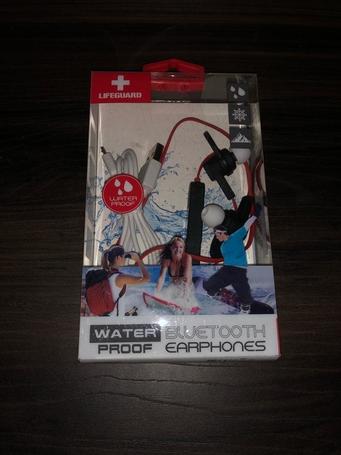 LIFEGUARD
WATER
PROOF
WATER BLUETOOTH
PROOF EARPHONES